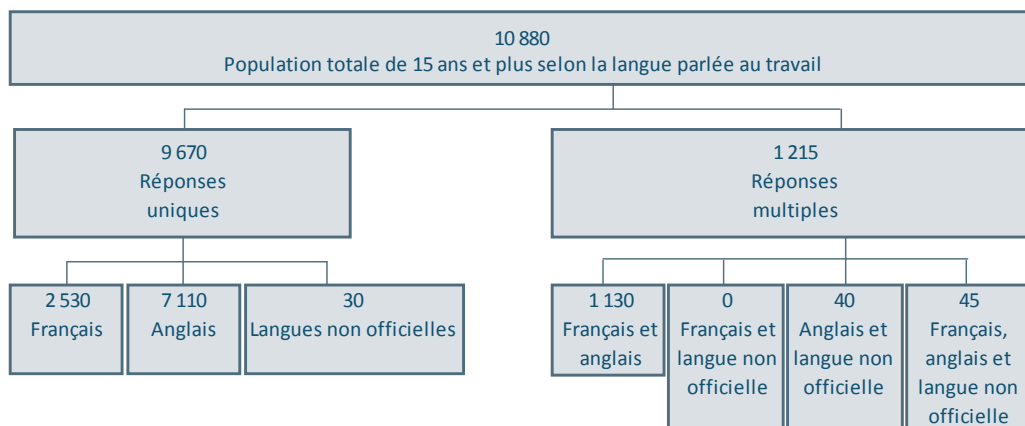 10 880
Population totale de 15 ans et plus selon la langue parlée au travail
9 670
Réponses
uniques
1 215
Réponses
multiples
2 530
Français
7 110
Anglais
30
Langues non officielles
1 130
Français et
anglais
0
Français et
langue non
officielle
40
Anglais et
langue non
officielle
45
Français,
anglais et
langue non
officielle